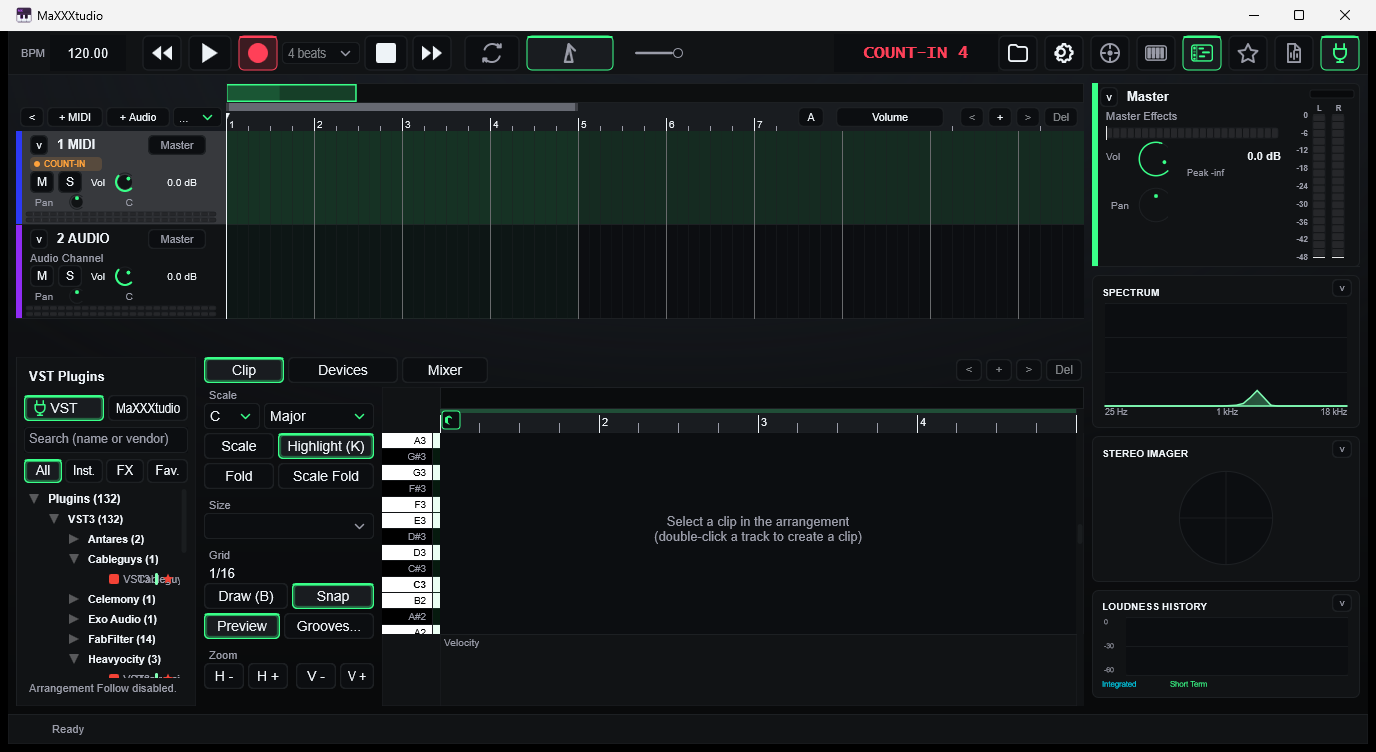 MaXXXtudio
BPM 120.00 4 beats COUNT-IN 4
< + MIDI + Audio ... 1 2 3 4 5 6 7 A Volume < + > Del
v 1 MIDI Master
COUNT-IN
M S Vol 0.0 dB
Pan C
v 2 AUDIO Master
Audio Channel
M S Vol 0.0 dB
Pan C
v Master
Master Effects
Vol 0.0 dB
Peak -inf
Pan
L R
0
-6
-12
-18
-24
-30
-36
-42
-48
SPECTRUM v
25 Hz 1 kHz 18 kHz
STEREO IMAGER v
LOUDNESS HISTORY v
0
-30
-60
Integrated Short Term
VST Plugins
VST MaXXXtudio
Search (name or vendor)
All Inst. FX Fav.
Plugins (132)
VST3 (132)
Antares (2)
Cableguys (1)
Celemony (1)
Exo Audio (1)
FabFilter (14)
Heavyocity (3)
Arrangement Follow disabled.
Clip Devices Mixer < + > Del
Scale
C Major
Scale Highlight (K)
Fold Scale Fold
Size
Grid
1/16
Draw (B) Snap
Preview Grooves...
Zoom
H - H + V - V +
2 3 4
A3
G#3
G3
F#3
F3
E3
D#3
D3
C#3
C3
B2
A#2
A2
Select a clip in the arrangement
(double-click a track to create a clip)
Velocity
Ready